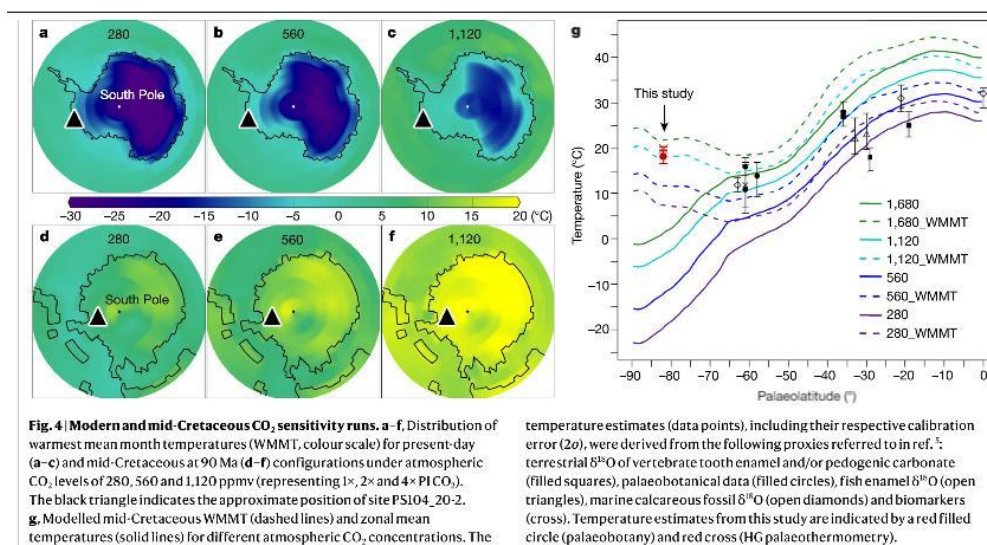 a
280
South Pole
b
560
c
1,120
−30 −25 −20 −15 −10 −5 0 5 10 15 20 (°C)
d
280
South Pole
e
560
f
1,120
g
This study
Temperature (°C)
40
30
20
10
0
−10
−20
−90 −80 −70 −60 −50 −40 −30 −20 −10 0
Palaeolatitude (°)
1,680
1,680_WMMT
1,120
1,120_WMMT
560
560_WMMT
280
280_WMMT
Fig. 4 | Modern and mid-Cretaceous CO₂ sensitivity runs. a–f, Distribution of
warmest mean month temperatures (WMMT, colour scale) for present-day
(a–c) and mid-Cretaceous at 90 Ma (d–f) configurations under atmospheric
CO₂ levels of 280, 560 and 1,120 ppmv (representing 1×, 2× and 4× PI CO₂).
The black triangle indicates the approximate position of site PS104_20-2.
g, Modelled mid-Cretaceous WMMT (dashed lines) and zonal mean
temperatures (solid lines) for different atmospheric CO₂ concentrations. The
temperature estimates (data points), including their respective calibration
error (2σ), were derived from the following proxies referred to in ref. ⁵:
terrestrial δ¹⁸O of vertebrate tooth enamel and/or pedogenic carbonate
(filled squares), palaeobotanical data (filled circles), fish enamel δ¹⁸O (open
triangles), marine calcareous fossil δ¹⁸O (open diamonds) and biomarkers
(cross). Temperature estimates from this study are indicated by a red filled
circle (palaeobotany) and red cross (HG palaeothermometry).